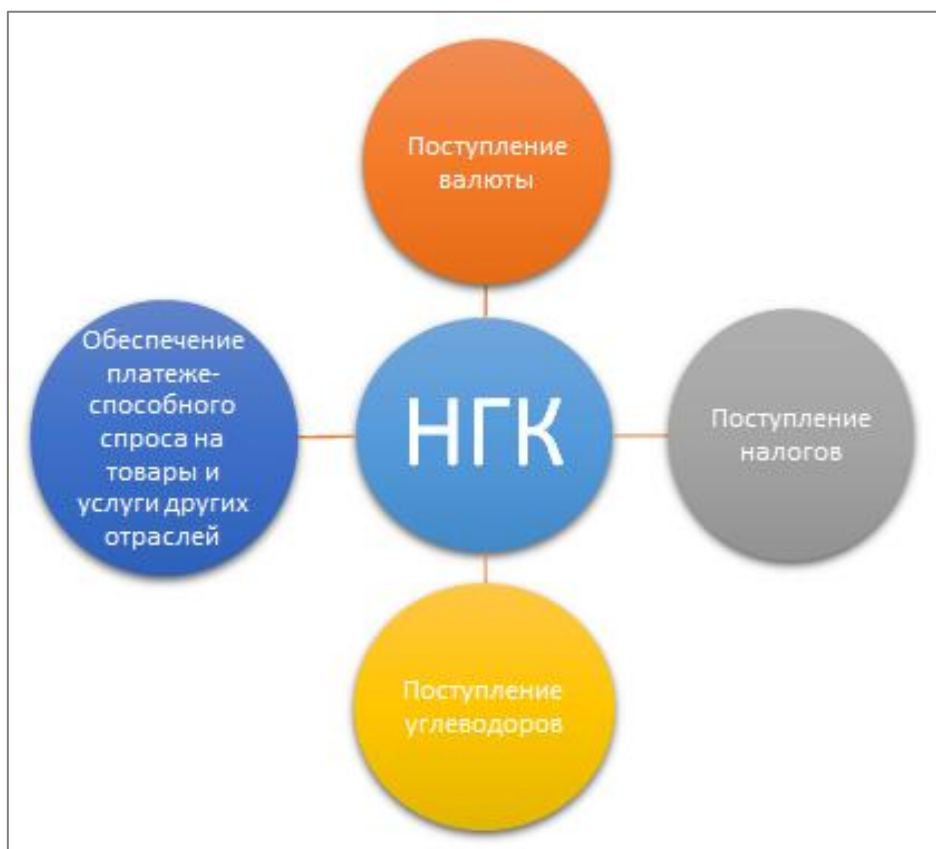 Поступление
валюты
Обеспечение
платеже-
способного
спроса на
товары и
услуги других
отраслей
НГК
Поступление
налогов
Поступление
углеводоров